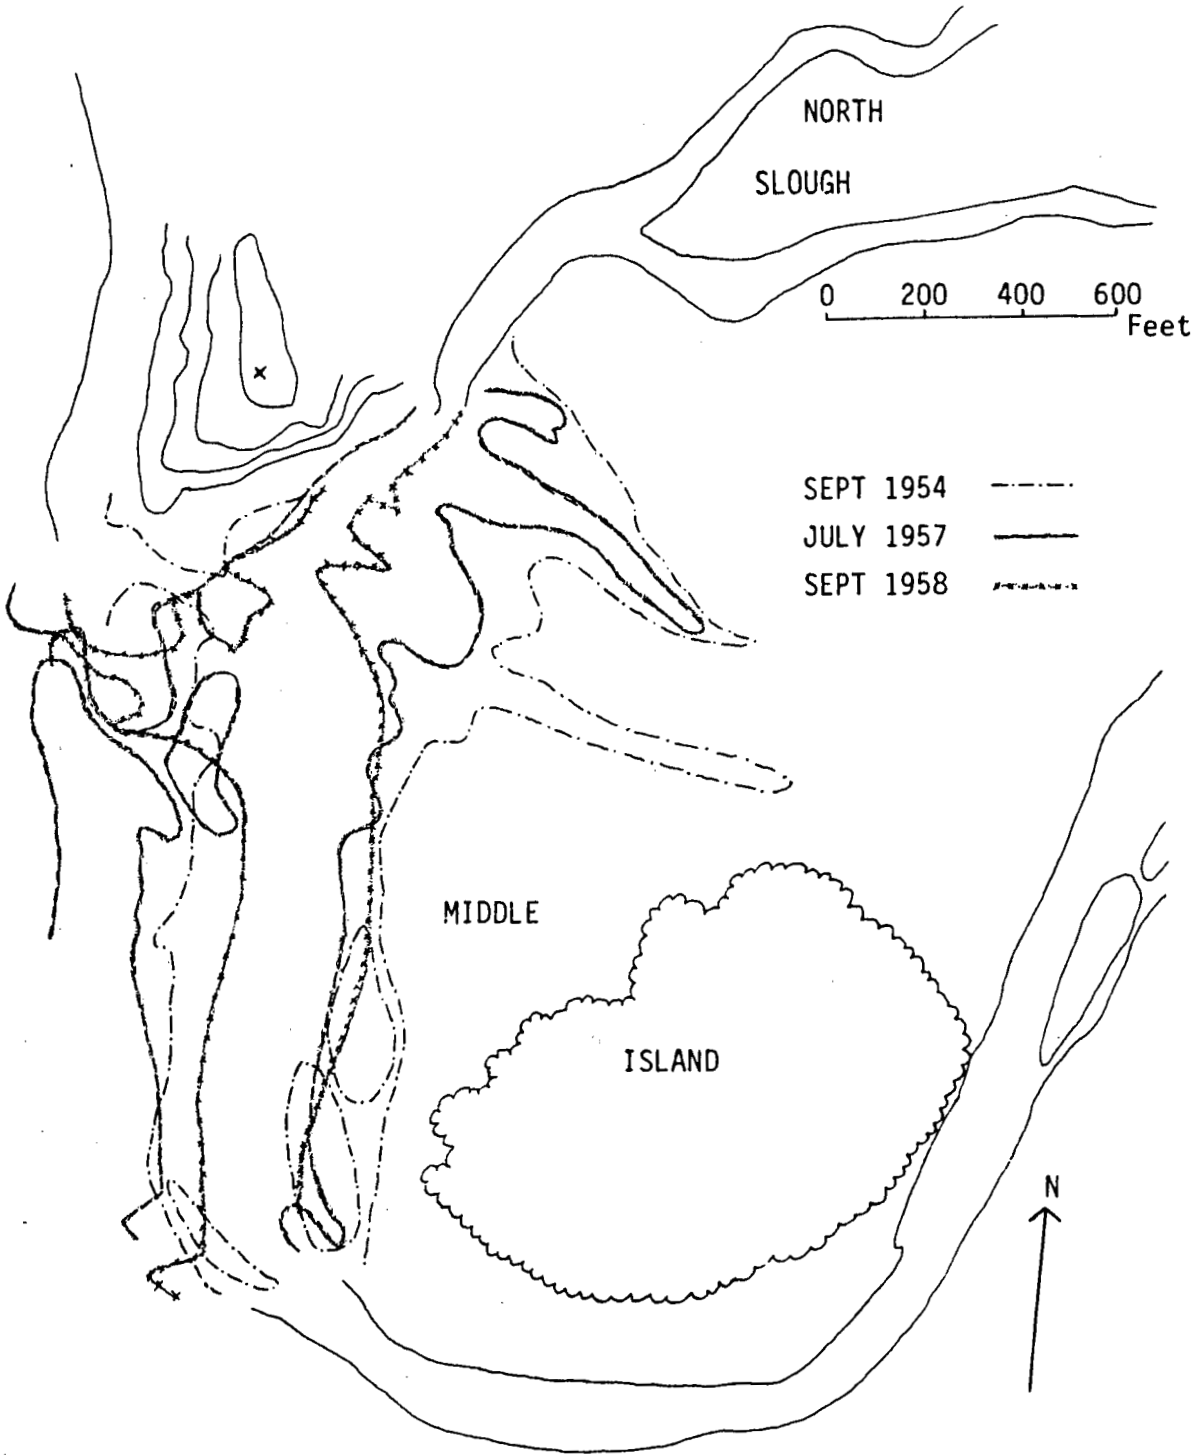 NORTH
SLOUGH
0 200 400 600
Feet
SEPT 1954
JULY 1957
SEPT 1958
MIDDLE
ISLAND
N